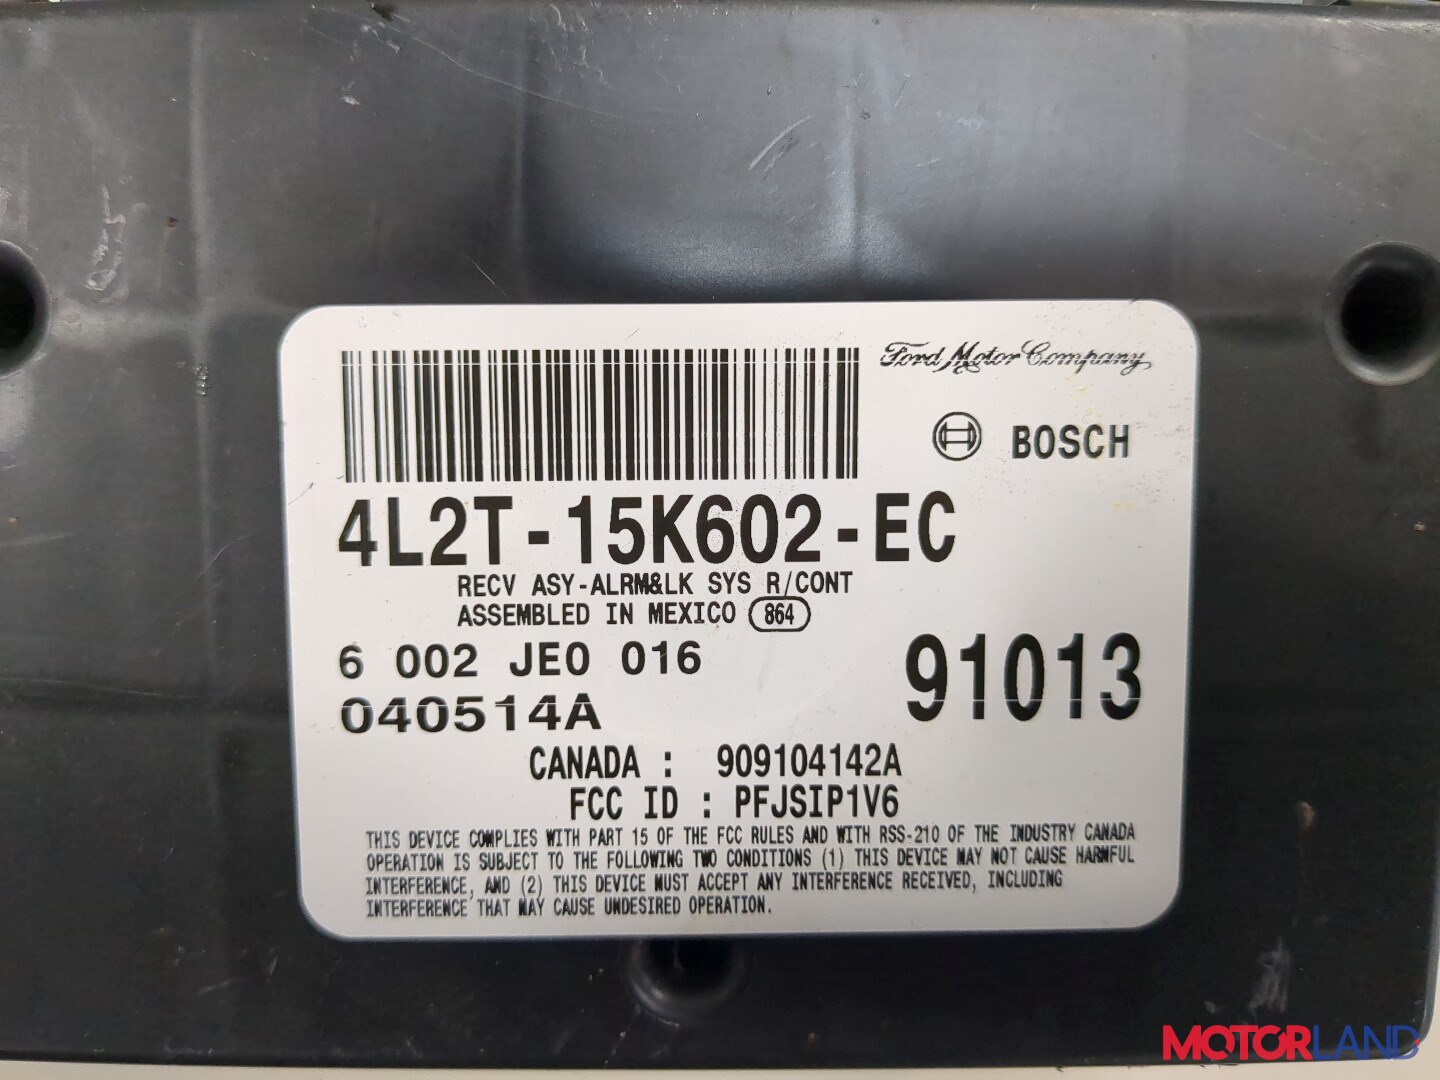 Ford Motor Company
BOSCH
4L2T-15K602-EC
RECV ASY-ALRM&LK SYS R/CONT
ASSEMBLED IN MEXICO 864
6 002 JE0 016
91013
040514A
CANADA : 909104142A
FCC ID : PFJSIP1V6
THIS DEVICE COMPLIES WITH PART 15 OF THE FCC RULES AND WITH RSS-210 OF THE INDUSTRY CANADA
OPERATION IS SUBJECT TO THE FOLLOWING TWO CONDITIONS (1) THIS DEVICE MAY NOT CAUSE HARMFUL
INTERFERENCE, AND (2) THIS DEVICE MUST ACCEPT ANY INTERFERENCE RECEIVED, INCLUDING
INTERFERENCE THAT MAY CAUSE UNDESIRED OPERATION.
MOTORLAND